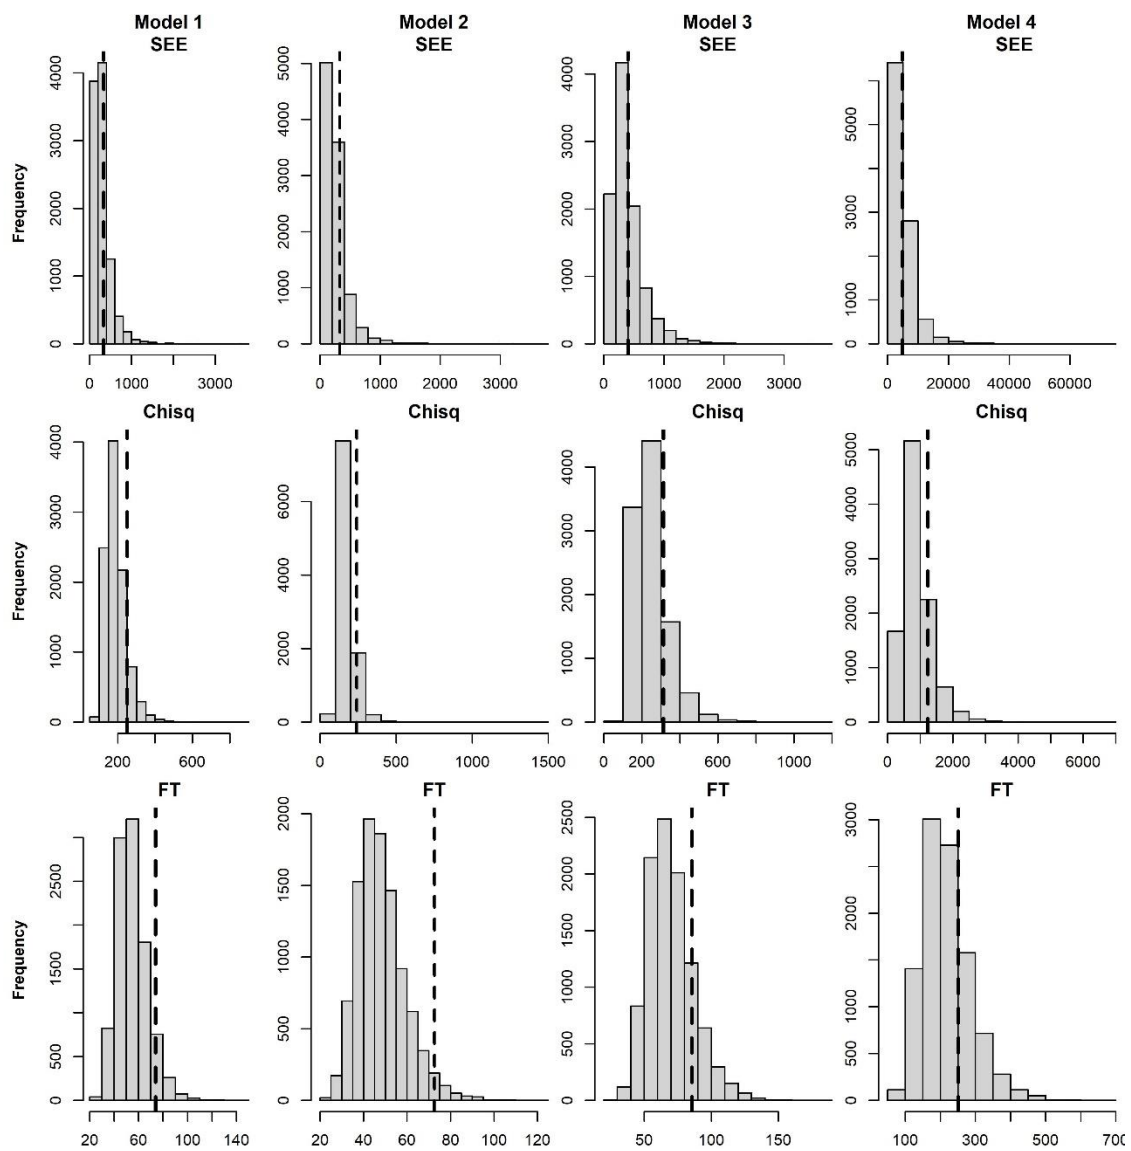 Model 1 Model 2 Model 3 Model 4
SEE SEE SEE SEE
Frequency
0 1000 2000 3000 4000
0 1000 2000 3000 4000 5000
0 1000 2000 3000 4000
0 1000 3000 5000
0 1000 3000
0 1000 2000 3000
0 1000 2000 3000
0 20000 40000 60000
Chisq Chisq Chisq Chisq
Frequency
0 1000 2000 3000 4000
0 2000 4000 6000
0 1000 2000 3000 4000
0 1000 2000 3000 4000 5000
200 600
0 500 1000 1500
0 200 600 1000
0 2000 4000 6000
FT FT FT FT
Frequency
0 500 1500 2500
0 500 1000 1500 2000
0 500 1000 1500 2000 2500
0 500 1000 2000 3000
20 60 100 140
20 40 60 80 100 120
50 100 150
100 300 500 700